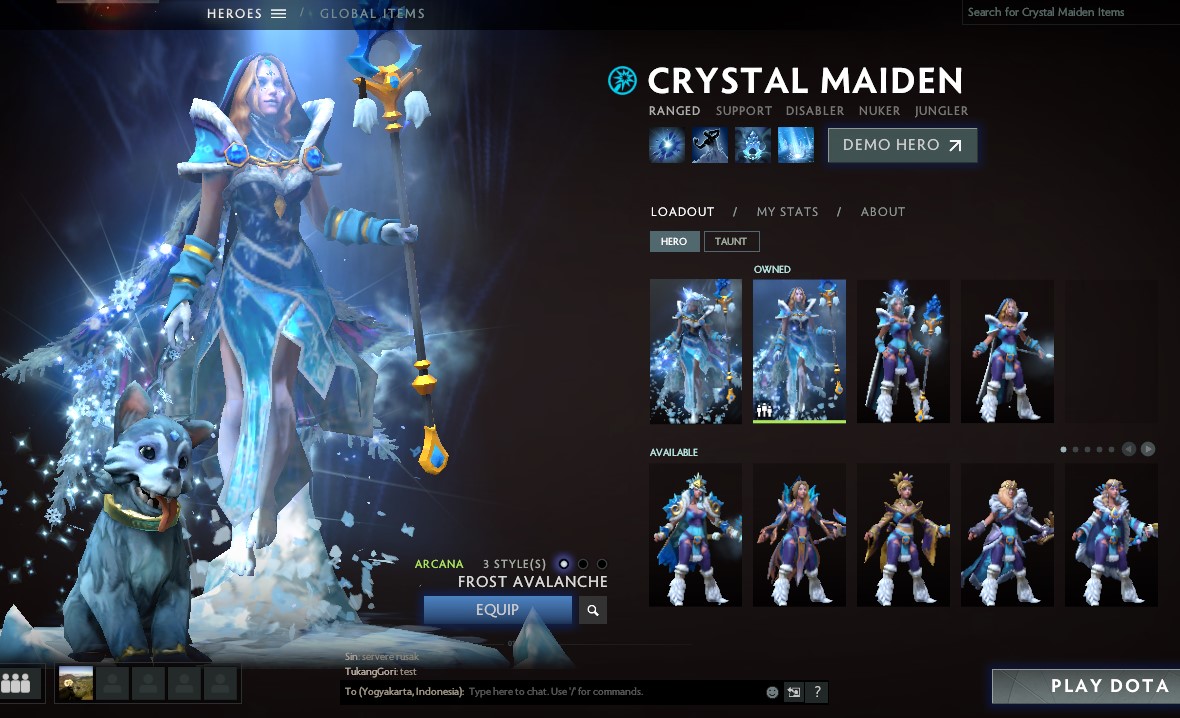 HEROES / GLOBAL ITEMS
Search for Crystal Maiden Items
CRYSTAL MAIDEN
RANGED SUPPORT DISABLER NUKER JUNGLER
DEMO HERO
LOADOUT / MY STATS / ABOUT
HERO TAUNT
OWNED
AVAILABLE
ARCANA 3 STYLE(S)
FROST AVALANCHE
EQUIP
Sin: servere rusak
TukangGori: test
To (Yogyakarta, Indonesia): Type here to chat. Use '/' for commands.
?
PLAY DOTA